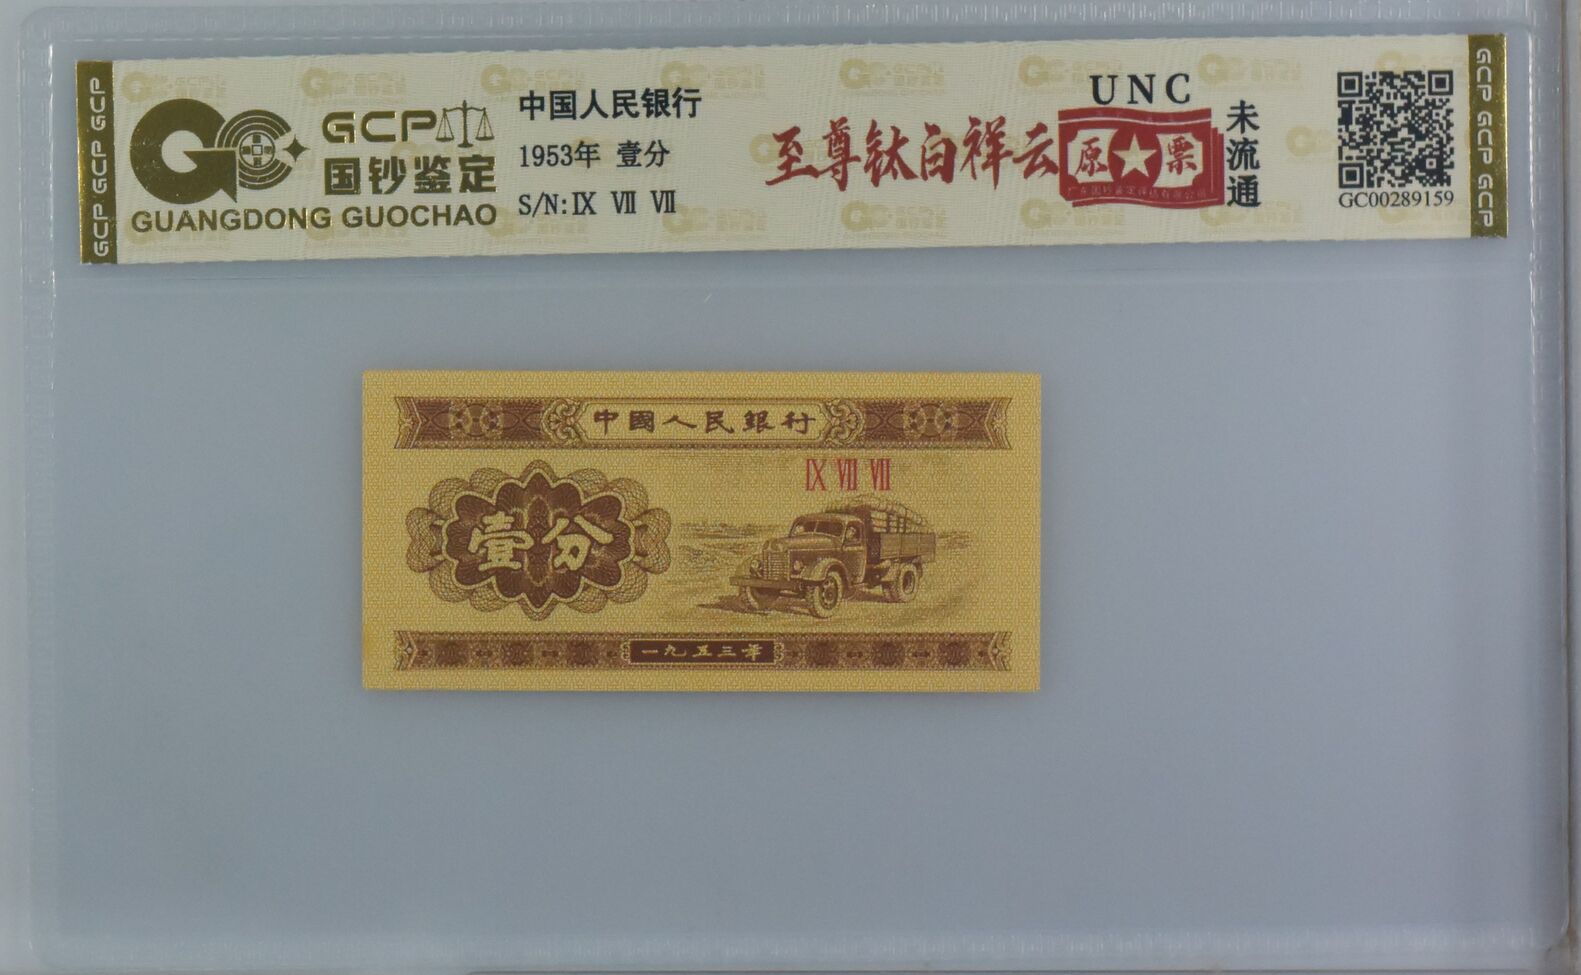 GCP GCP GCP
GCP
国钞鉴定
GUANGDONG GUOCHAO
中国人民银行
1953年 壹分
S/N:Ⅸ Ⅶ Ⅶ
至尊钛白祥云
UNC
原票
未流通
GC00289159
GCP GCP GCP
中國人民銀行
Ⅸ Ⅶ Ⅶ
壹分
一九五三年